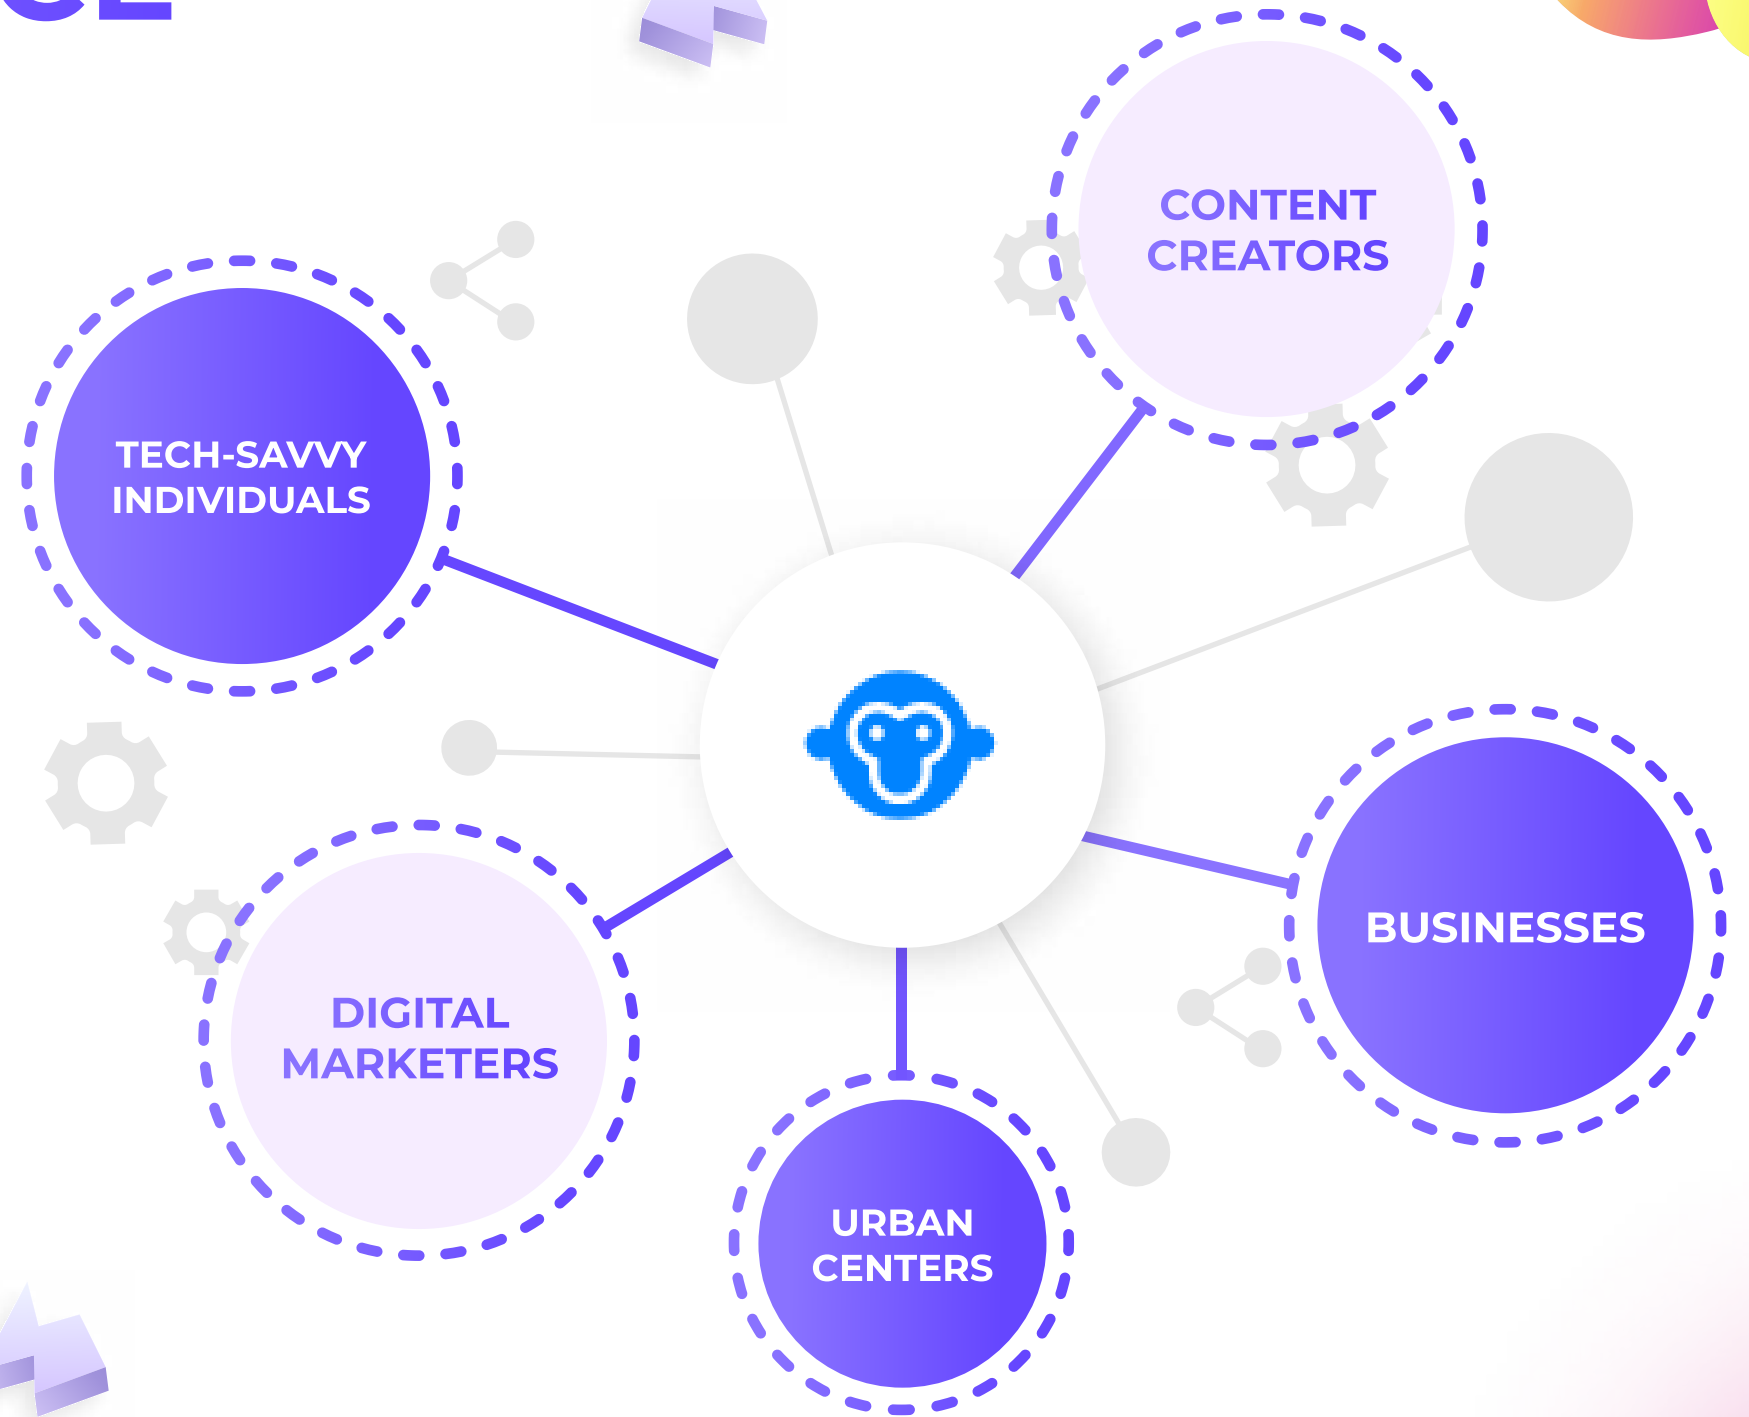 CONTENT
CREATORS
TECH-SAVVY
INDIVIDUALS
BUSINESSES
DIGITAL
MARKETERS
URBAN
CENTERS